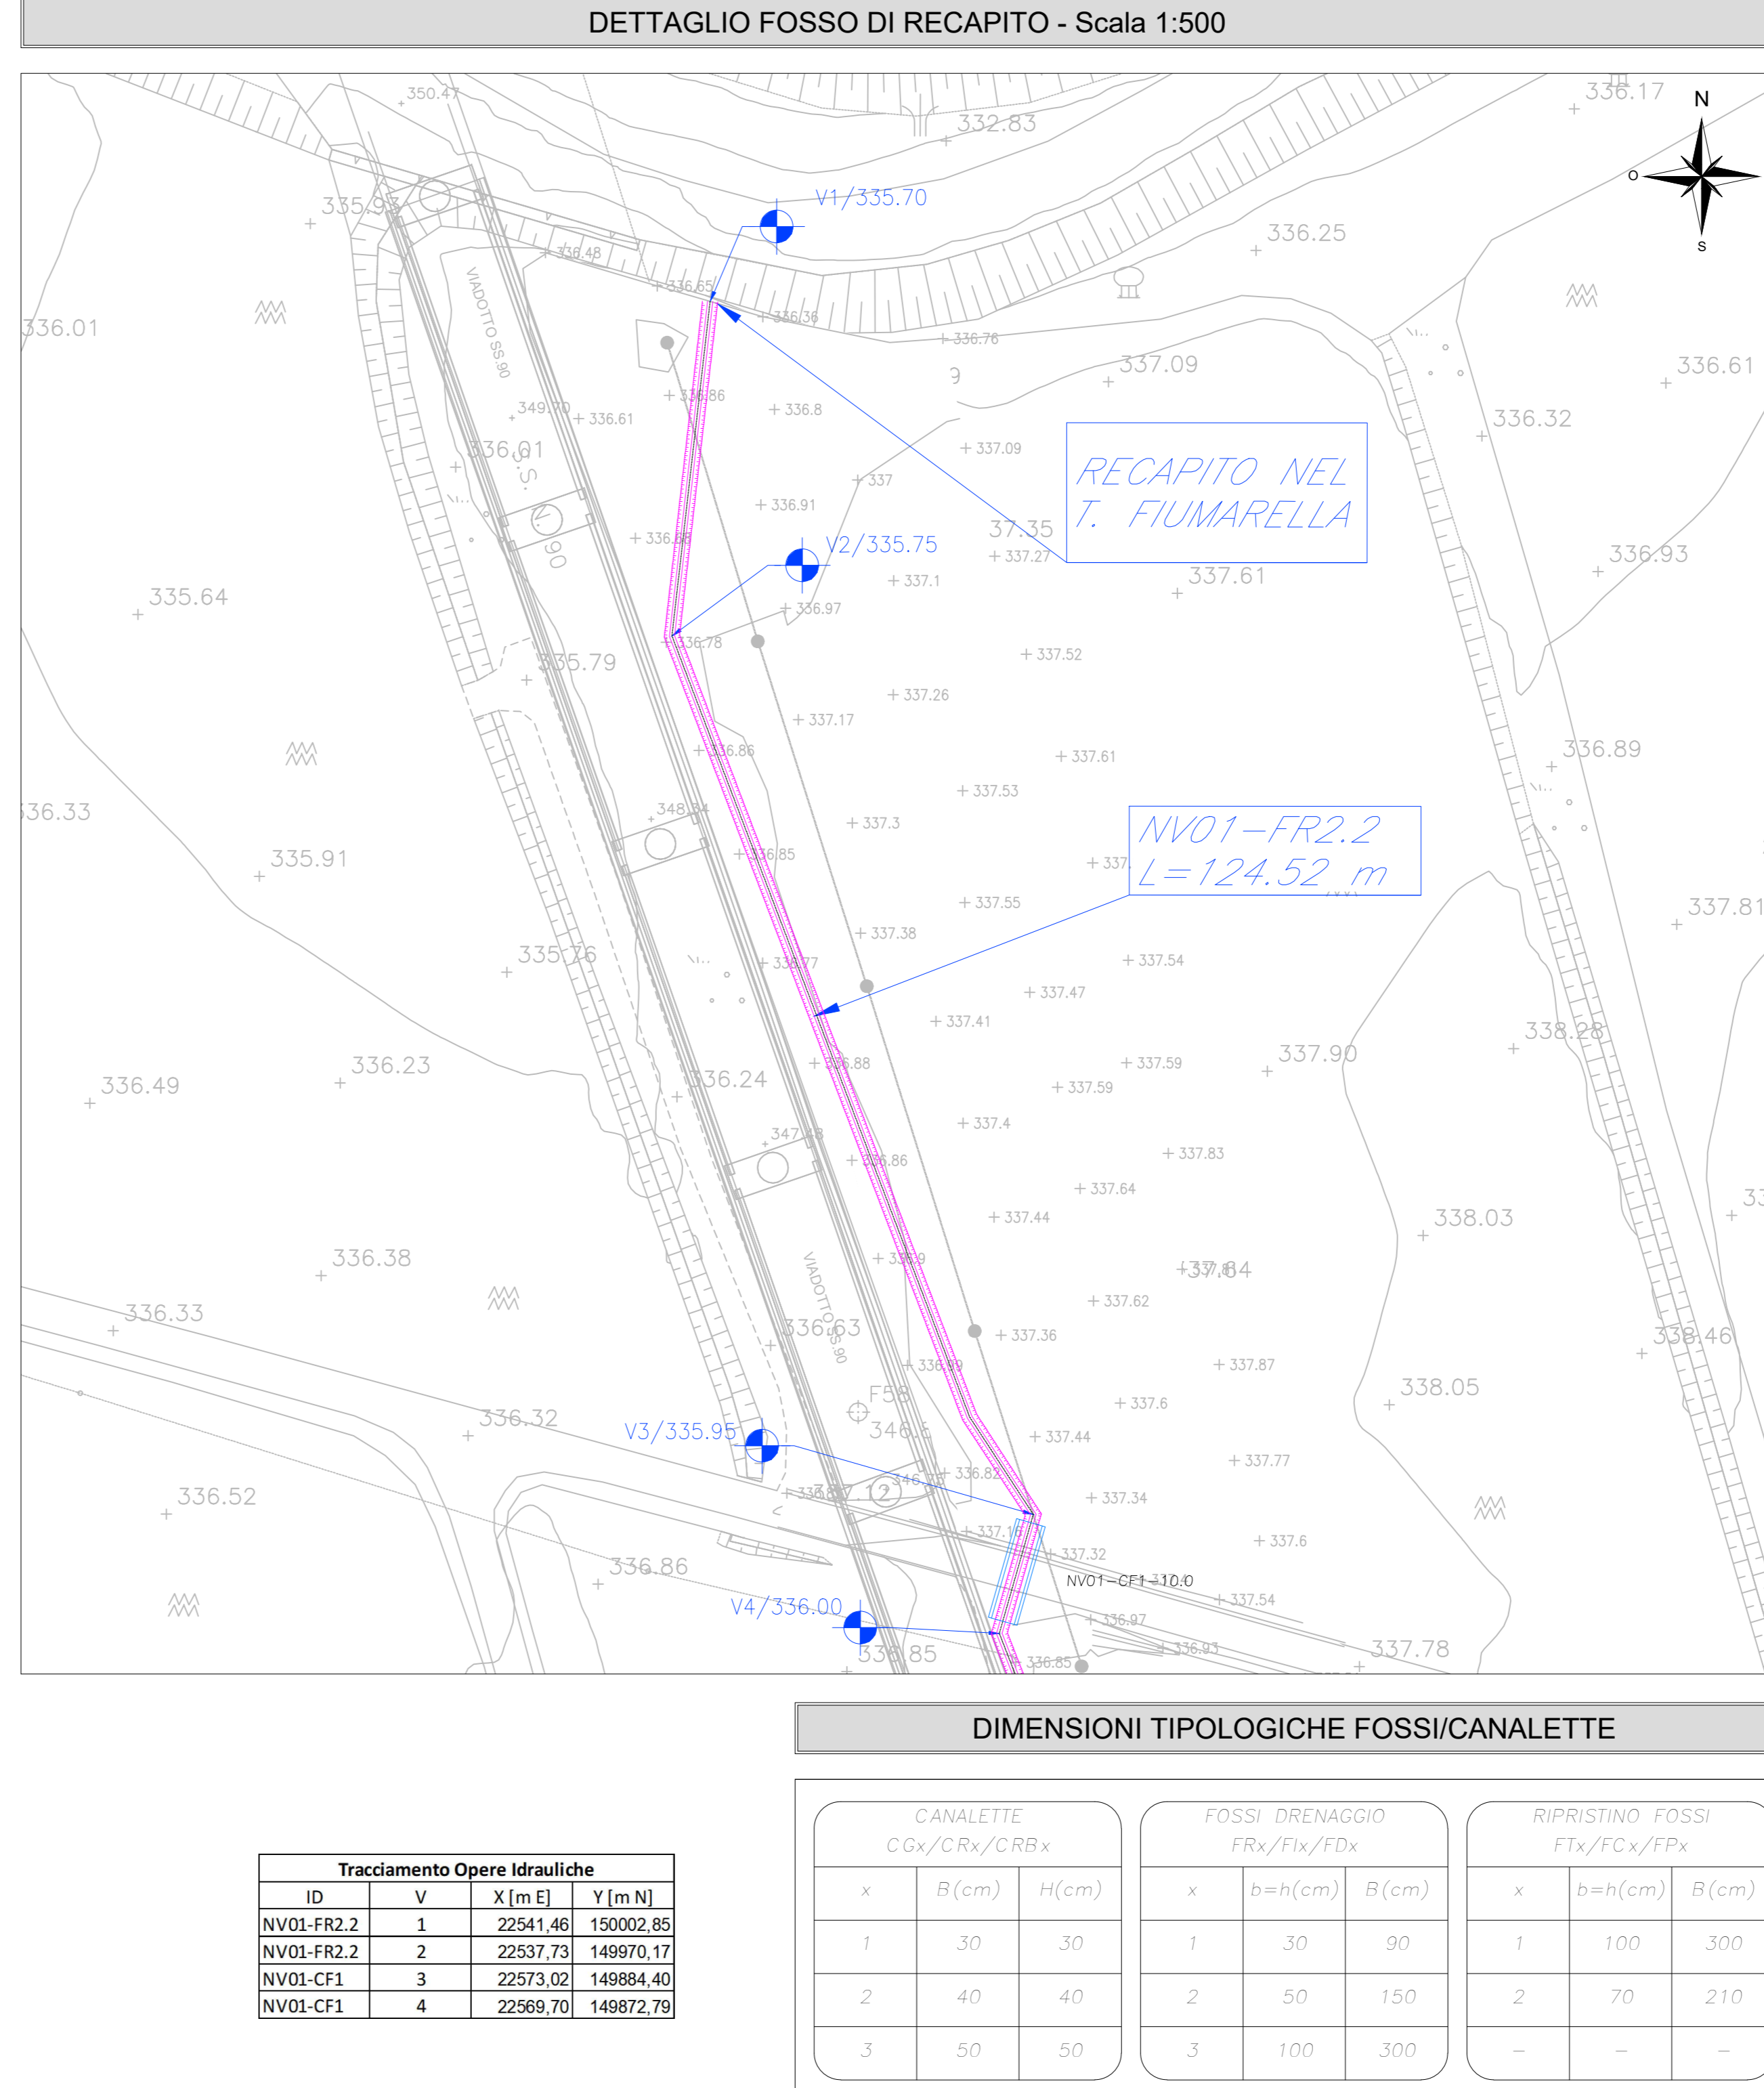 DETTAGLIO FOSSO DI RECAPITO - Scala 1:500
350.47
336.17
N
332.83
O
V1/335.70
335.93
336.25
S
336.48
VIADOTTO SS.90
336.65
336.01
336.36
336.76
337.09
336.61
336.86
336.8
349.70
336.61
336.32
336.01
337.09
RECAPITO NEL
T. FIUMARELLA
S.S. N. 90
337
336.91
37.35
V2/335.75
337.27
336.93
337.1
337.61
335.64
336.97
336.78
337.52
335.79
337.26
337.17
336.86
337.61
336.89
337.53
336.33
348.34
337.3
NV01-FR2.2
L=124.52 m
335.91
336.85
337.55
337.81
337.38
335.76
337.54
337.47
337.41
338.28
336.23
336.88
337.59
337.90
336.49
336.24
337.59
337.4
347.48
336.86
337.83
337.64
337.44
338.03
336.38
VIADOTTO SS.90
337.62
336.33
336.63
337.36
338.46
336.99
337.87
F58
337.6
338.05
336.32
V3/335.95
337.44
337.77
336.82
336.52
337.34
337.6
337.32
336.86
NV01-CF1-10.0
337.54
V4/336.00
336.97
336.93
336.85
336.85
337.78
DIMENSIONI TIPOLOGICHE FOSSI/CANALETTE
Tracciamento Opere Idrauliche
ID V X [m E] Y [m N]
NV01-FR2.2 1 22541,46 150002,85
NV01-FR2.2 2 22537,73 149970,17
NV01-CF1 3 22573,02 149884,40
NV01-CF1 4 22569,70 149872,79
CANALETTE
CGx/CRx/CRBx
x B(cm) H(cm)
1 30 30
2 40 40
3 50 50
FOSSI DRENAGGIO
FRx/FIx/FDx
x b=h(cm) B(cm)
1 30 90
2 50 150
3 100 300
RIPRISTINO FOSSI
FTx/FCx/FPx
x b=h(cm) B(cm)
1 100 300
2 70 210
- - -